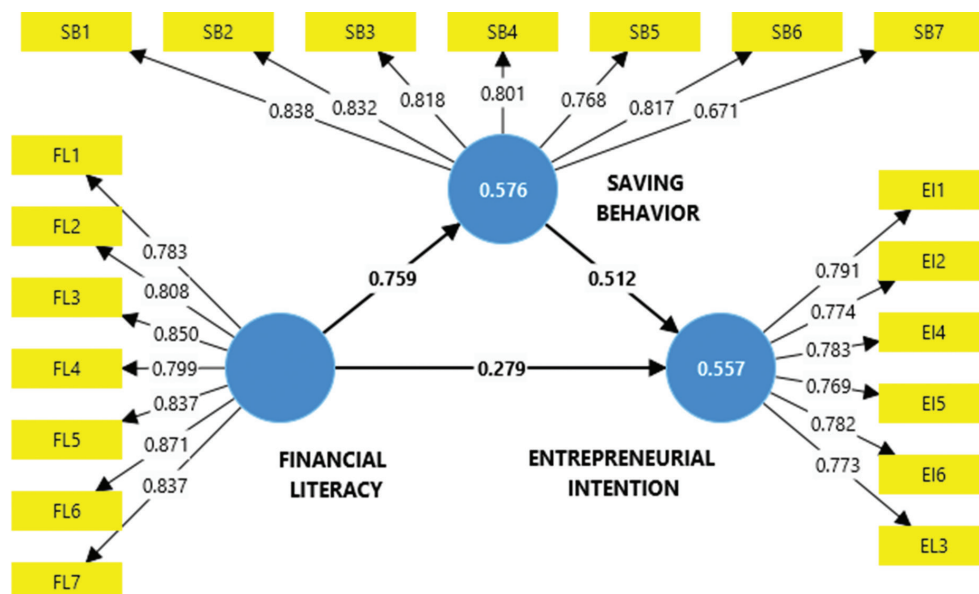 SB1 SB2 SB3 SB4 SB5 SB6 SB7
0.838 0.832 0.818 0.801 0.768 0.817 0.671
FL1
FL2
FL3
FL4
FL5
FL6
FL7
0.783
0.808
0.850
0.799
0.837
0.871
0.837
0.576
SAVING
BEHAVIOR
0.759
0.512
0.279
FINANCIAL
LITERACY
0.557
ENTREPRENEURIAL
INTENTION
0.791
0.774
0.783
0.769
0.782
0.773
EI1
EI2
EI4
EI5
EI6
EL3